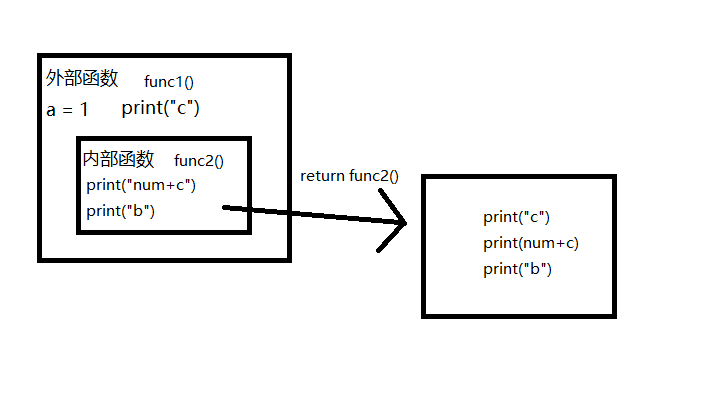 外部函数 func1()
a = 1 print("c")
内部函数 func2()
print("num+c")
print("b")
return func2()
print("c")
print(num+c)
print("b")